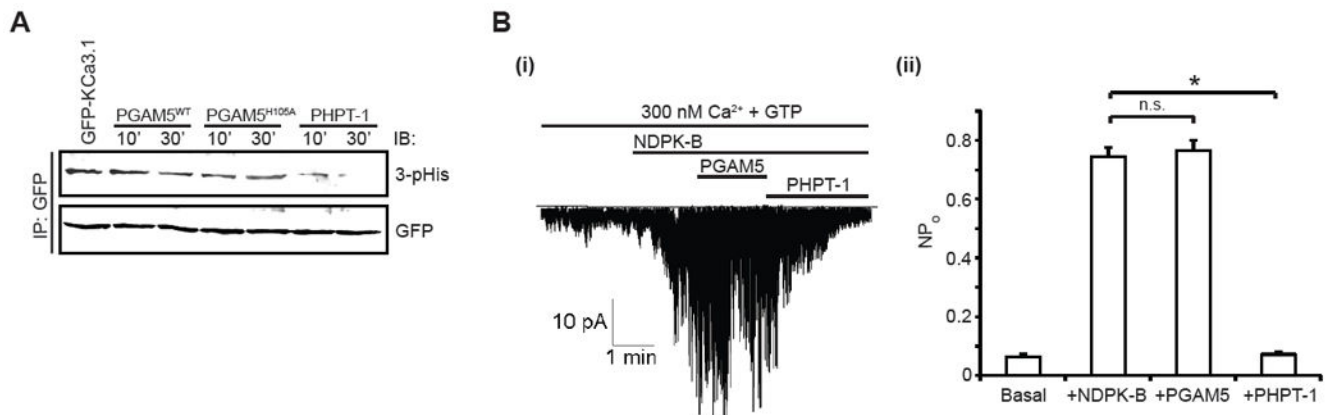 A
GFP-KCa3.1
PGAM5ᵂᵀ PGAM5ᴴ¹⁰⁵ᴬ PHPT-1
10' 30' 10' 30' 10' 30' IB:
IP: GFP
3-pHis
GFP
B
(i)
300 nM Ca²⁺ + GTP
NDPK-B
PGAM5
PHPT-1
10 pA
1 min
(ii)
*
n.s.
NPₒ
0.8
0.6
0.4
0.2
0
Basal +NDPK-B +PGAM5 +PHPT-1